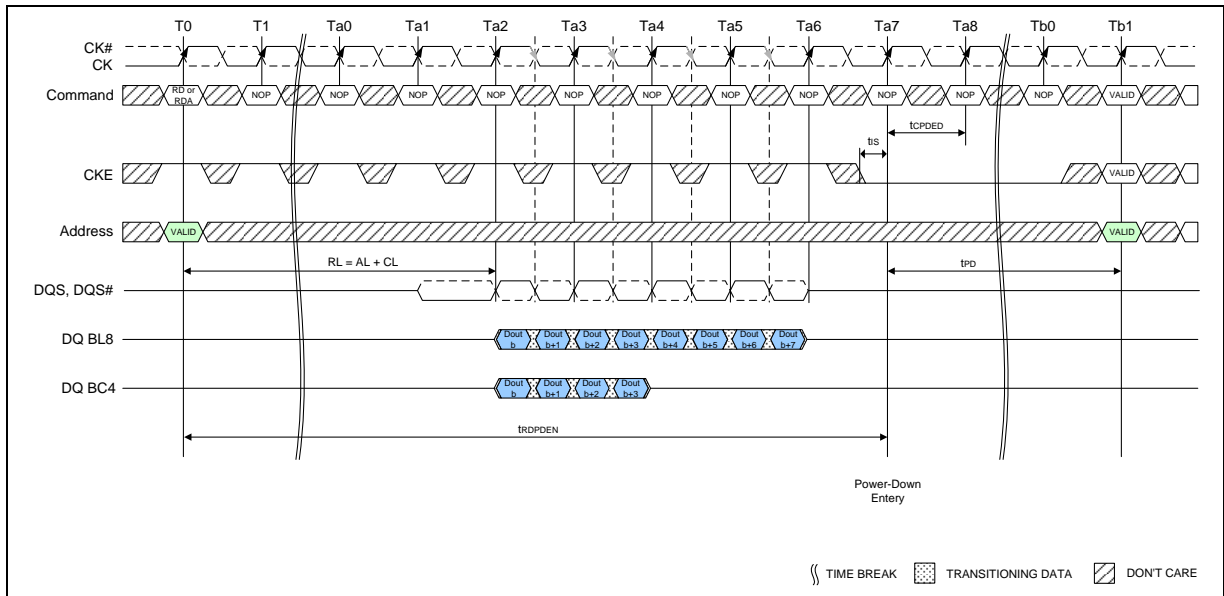 T0 T1 Ta0 Ta1 Ta2 Ta3 Ta4 Ta5 Ta6 Ta7 Ta8 Tb0 Tb1
CK#
CK
Command
RD or
RDA
NOP NOP NOP NOP NOP NOP NOP NOP NOP NOP NOP VALID
tCPDED
tIS
CKE
VALID
Address
VALID VALID
RL = AL + CL
tPD
DQS, DQS#
DQ BL8
Dout Dout Dout Dout Dout Dout Dout Dout
b b+1 b+2 b+3 b+4 b+5 b+6 b+7
DQ BC4
Dout Dout Dout Dout
b b+1 b+2 b+3
tRDPDEN
Power-Down
Entery
TIME BREAK TRANSITIONING DATA DON'T CARE